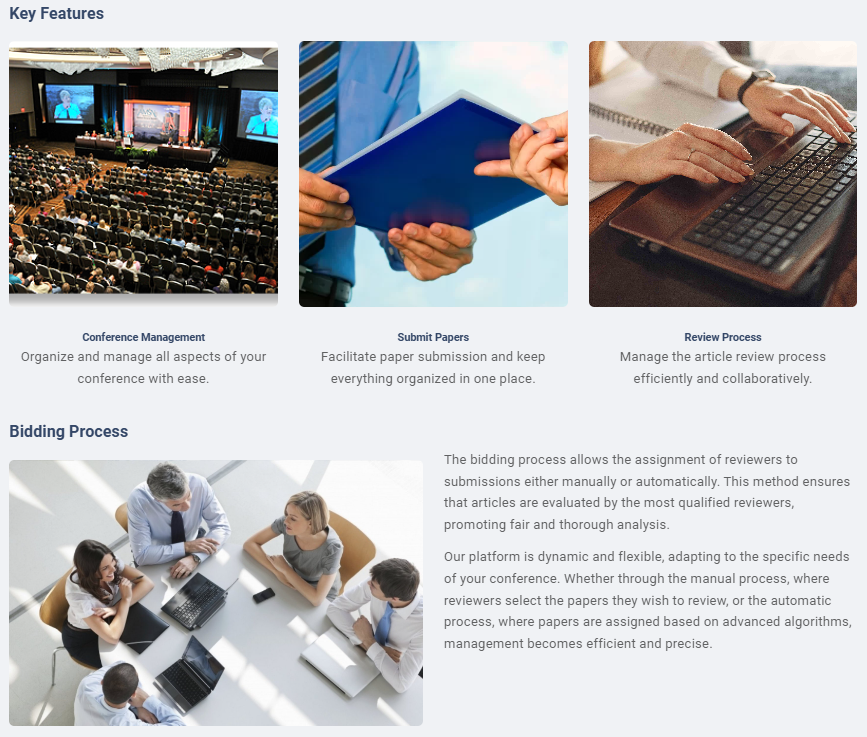 Key Features
Conference Management
Organize and manage all aspects of your
conference with ease.
Submit Papers
Facilitate paper submission and keep
everything organized in one place.
Review Process
Manage the article review process
efficiently and collaboratively.
Bidding Process
The bidding process allows the assignment of reviewers to
submissions either manually or automatically. This method ensures
that articles are evaluated by the most qualified reviewers,
promoting fair and thorough analysis.
Our platform is dynamic and flexible, adapting to the specific needs
of your conference. Whether through the manual process, where
reviewers select the papers they wish to review, or the automatic
process, where papers are assigned based on advanced algorithms,
management becomes efficient and precise.